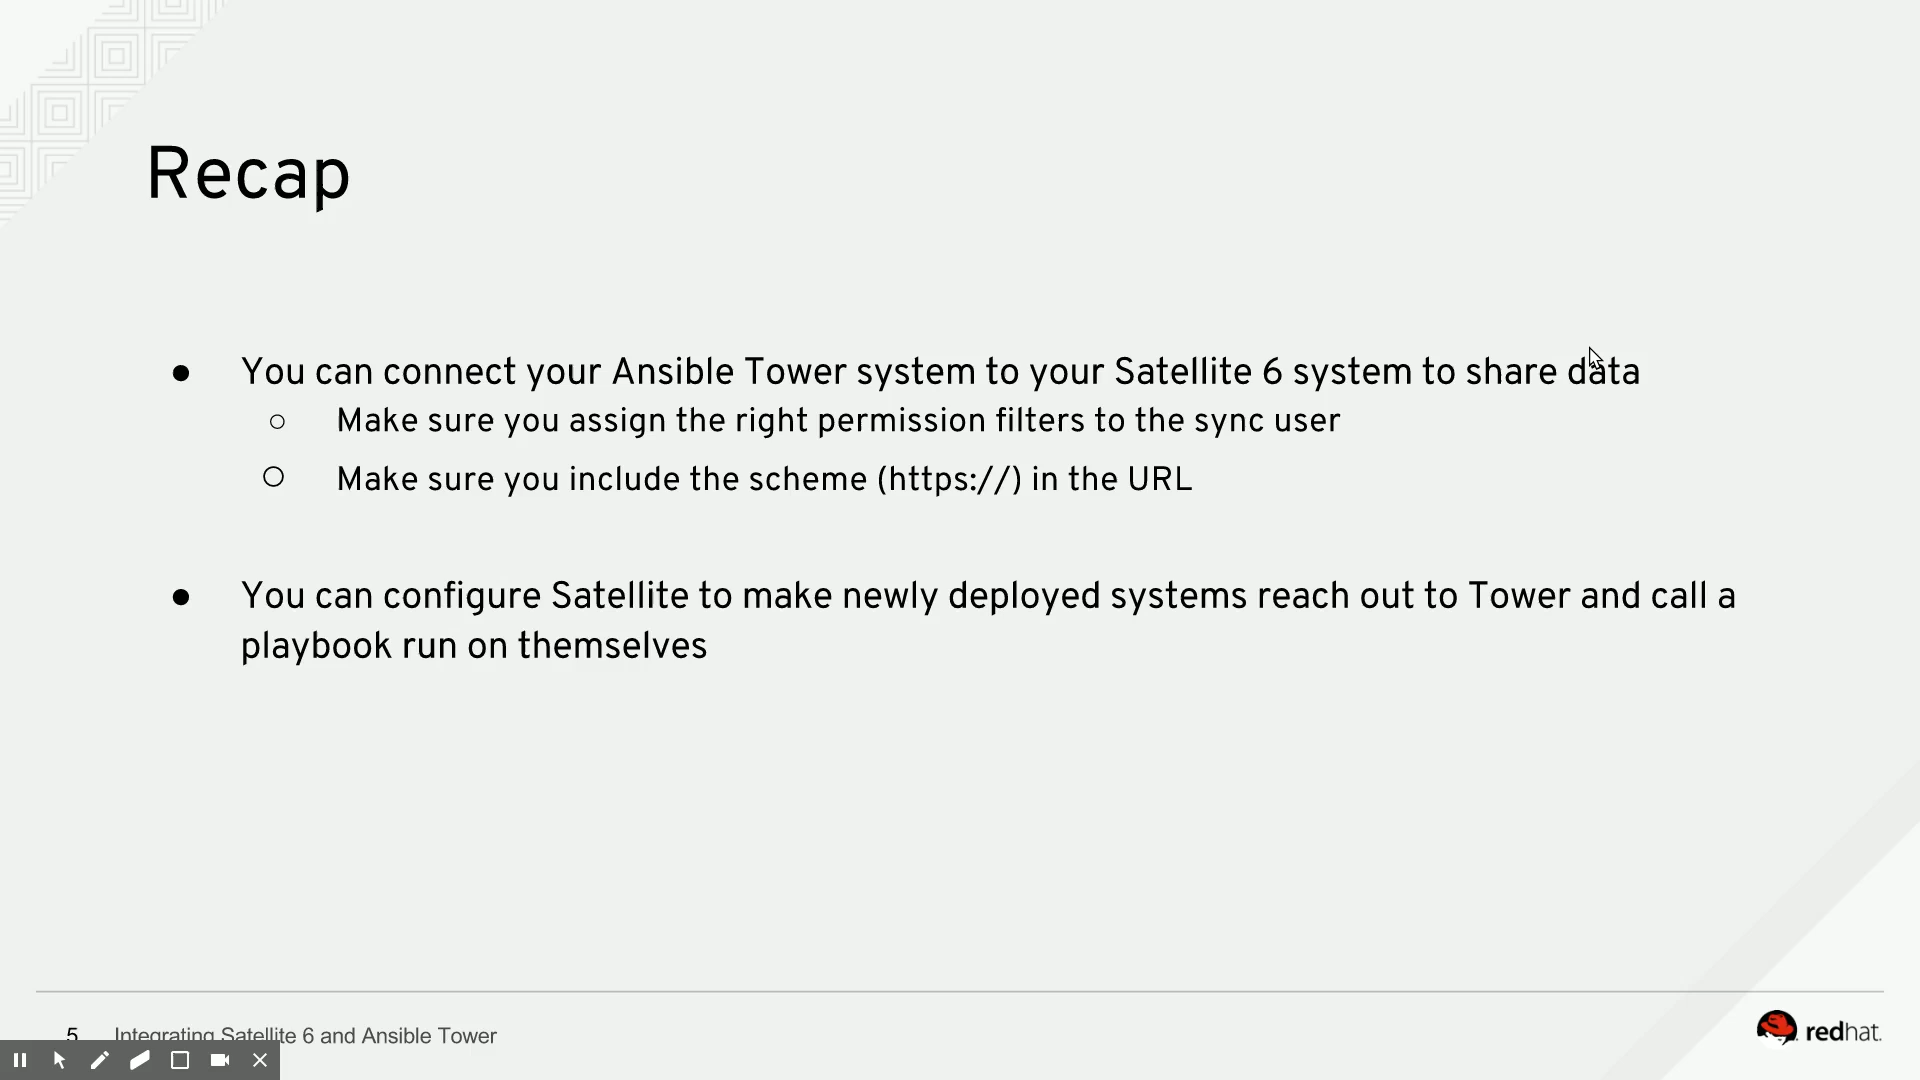 Recap
● You can connect your Ansible Tower system to your Satellite 6 system to share data
○ Make sure you assign the right permission filters to the sync user
○ Make sure you include the scheme (https://) in the URL
● You can configure Satellite to make newly deployed systems reach out to Tower and call a
playbook run on themselves
5 Integrating Satellite 6 and Ansible Tower
redhat.